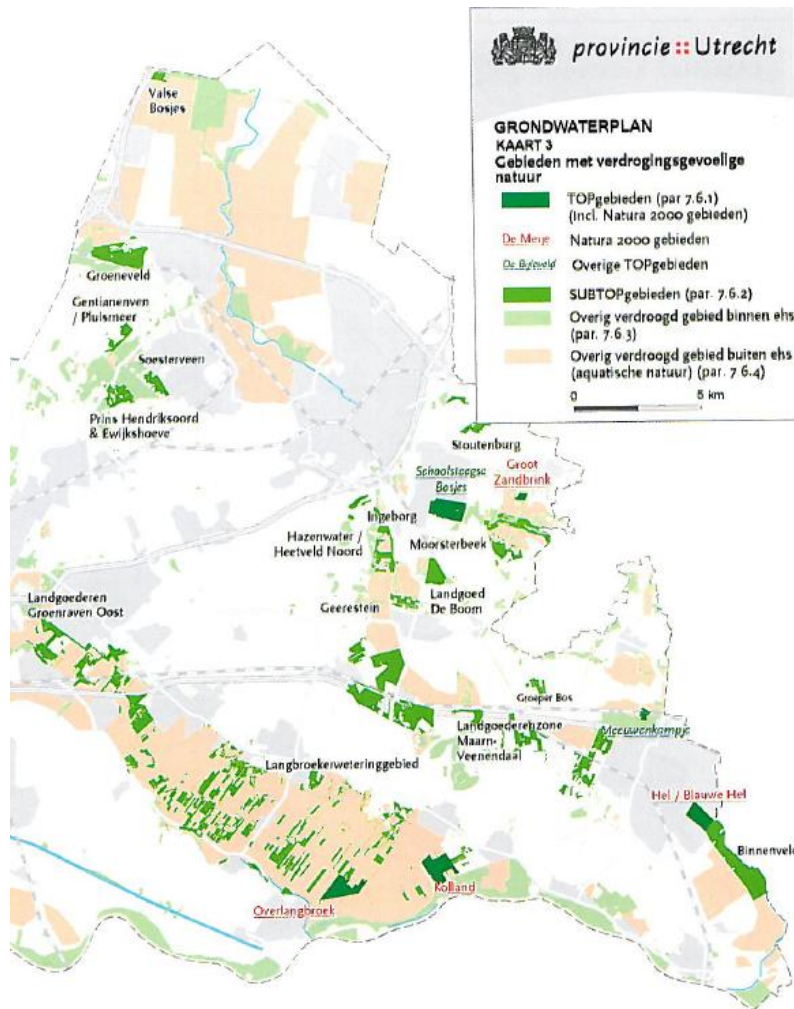 provincie :: Utrecht
GRONDWATERPLAN
KAART 3
Gebieden met verdrogingsgevoelige
natuur
TOPgebieden (par 7.6.1)
(incl. Natura 2000 gebieden)
De Meije Natura 2000 gebieden
De Bijleveld Overige TOPgebieden
SUBTOPgebieden (par. 7.6.2)
Overig verdroogd gebied binnen ehs
(par. 7.6.3)
Overig verdroogd gebied buiten ehs
(aquatische natuur) (par. 7.6.4)
0 5 km
Valse
Bosjes
Groeneveld
Gentianenven
/ Pluismeer
Soesterveen
Prins Hendriksoord
& Ewijkshoeve
Stoutenburg
Schoolsteegse
Bosjes
Groot
Zandbrink
Ingeborg
Hazenwater /
Heetveld Noord
Moorsterbeek
Landgoed
De Boom
Geerestein
Landgoederen
Groenraven Oost
Groeper Bos
Landgoederenzone
Maarn-
Veenendaal
Meeuwenkampje
Langbroekerweteringgebied
Hel / Blauwe Hel
Binnenveld
Kolland
Overlangbroek